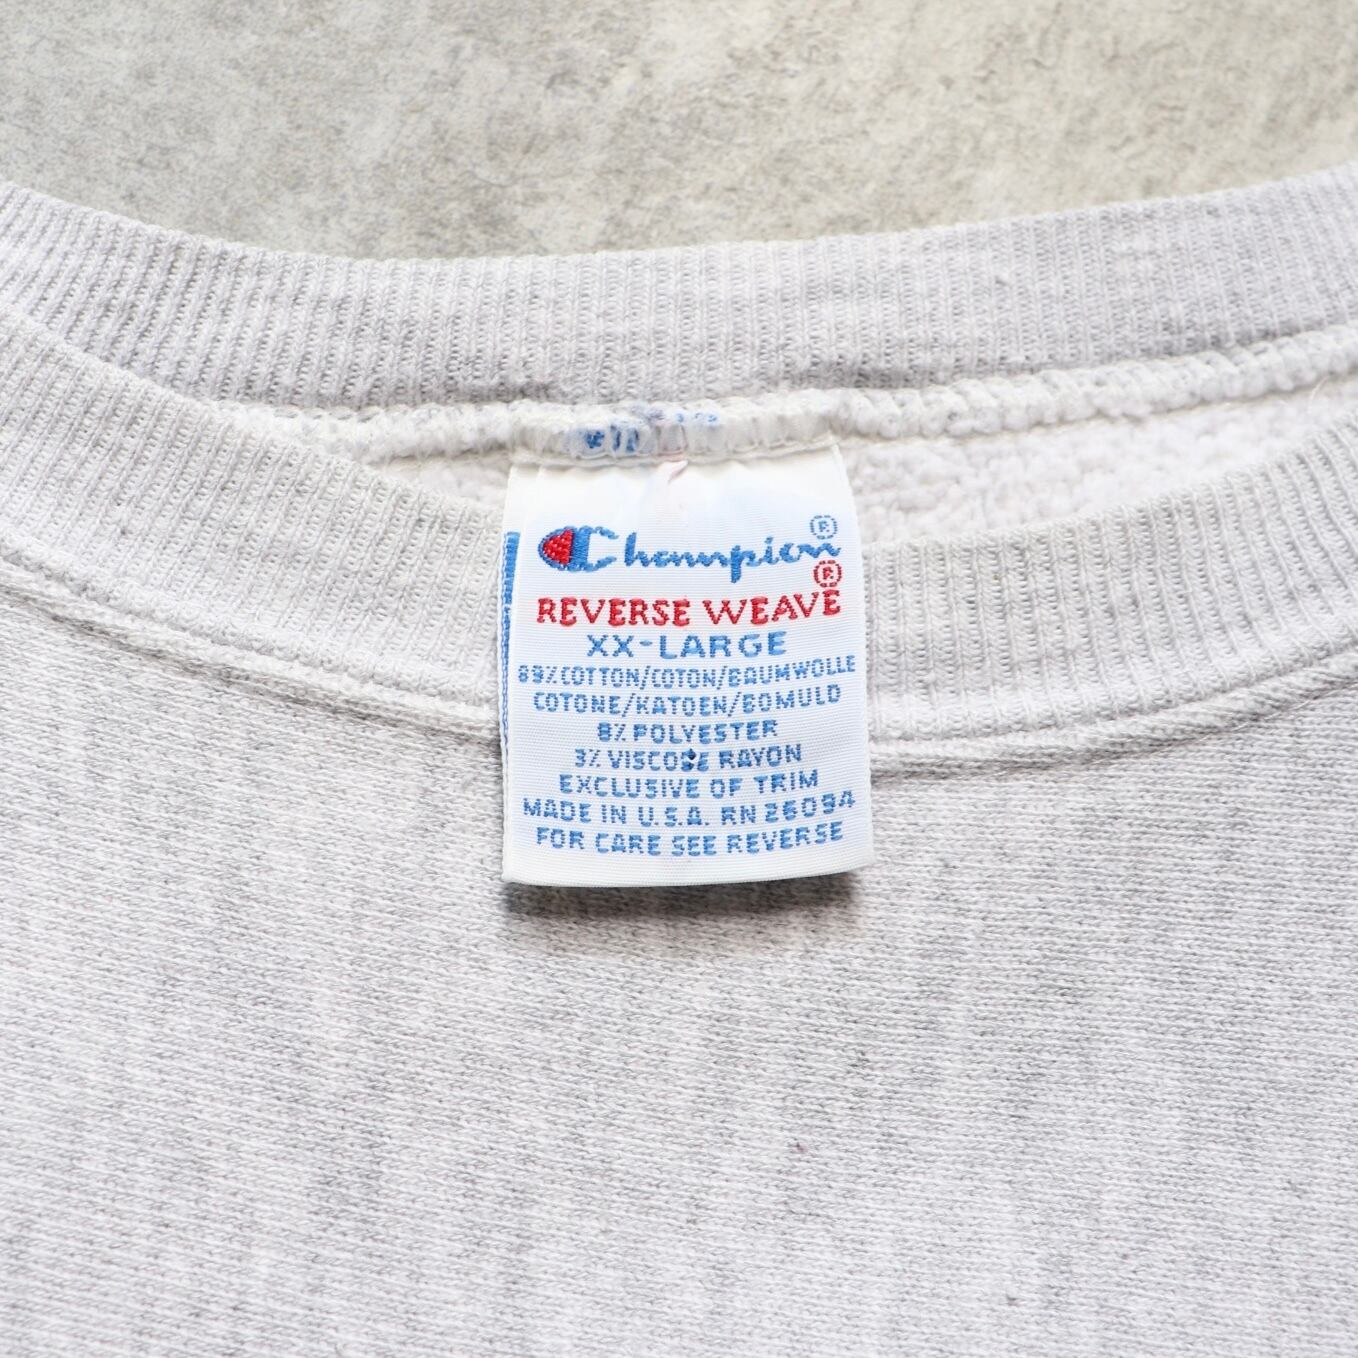 Champion®
REVERSE WEAVE®
XX-LARGE
89% COTTON/COTON/BAUMWOLLE
COTONE/KATOEN/BOMULD
8% POLYESTER
3% VISCOSE RAYON
EXCLUSIVE OF TRIM
MADE IN U.S.A. RN 26094
FOR CARE SEE REVERSE